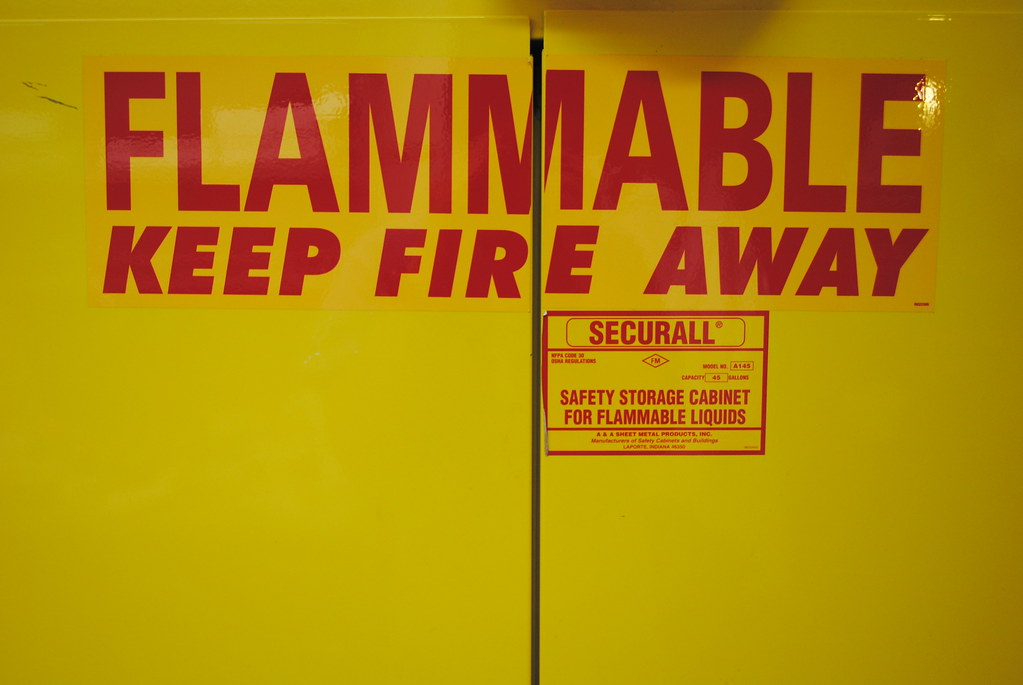 FLAMMABLE
KEEP FIRE AWAY
SECURALL®
NFPA CODE 30
OSHA REGULATIONS
FM
MODEL NO. A145
CAPACITY 45 GALLONS
SAFETY STORAGE CABINET
FOR FLAMMABLE LIQUIDS
A & A SHEET METAL PRODUCTS, INC.
Manufacturers of Safety Cabinets and Buildings
LAPORTE, INDIANA 46350